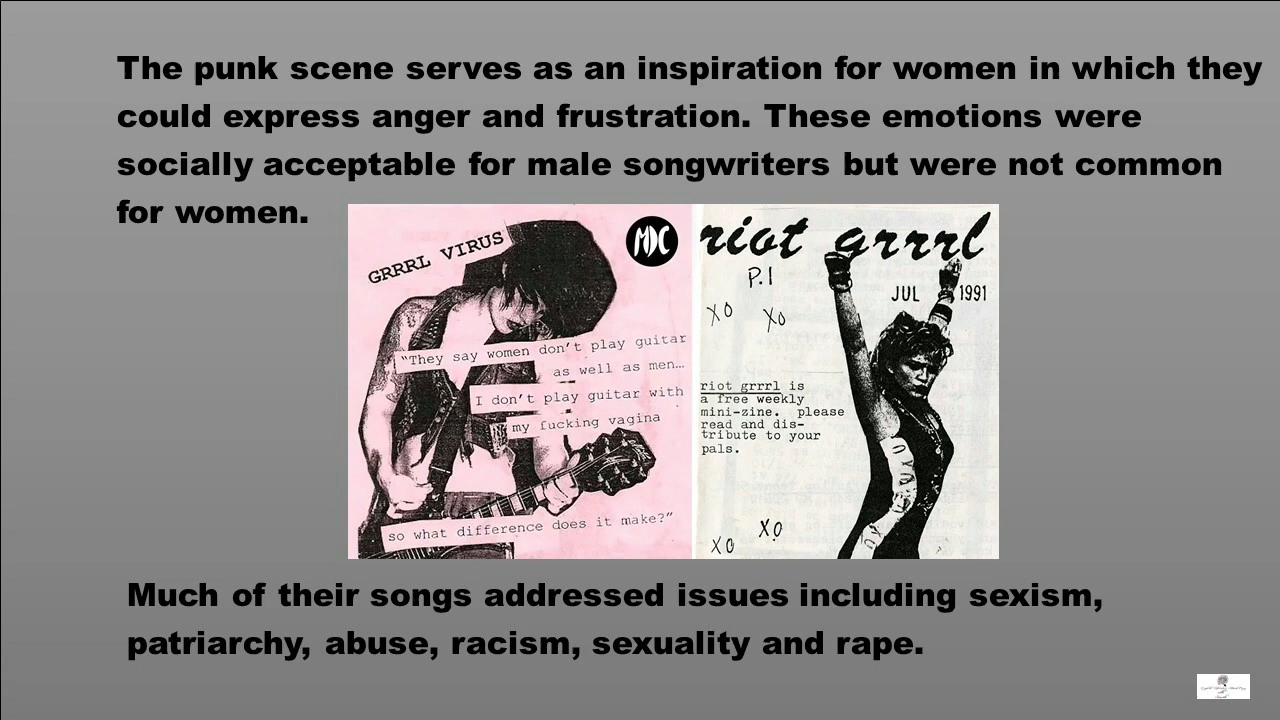 The punk scene serves as an inspiration for women in which they
could express anger and frustration. These emotions were
socially acceptable for male songwriters but were not common
for women.
GRRRL VIRUS
MDC
"They say women don't play guitar
as well as men...
I don't play guitar with
my fucking vagina
so what difference does it make?"
riot grrrl
P.1
JUL 1991
XO XO
riot grrrl is
a free weekly
mini-zine. please
read and dis-
tribute to your
pals.
XO XO
Much of their songs addressed issues including sexism,
patriarchy, abuse, racism, sexuality and rape.